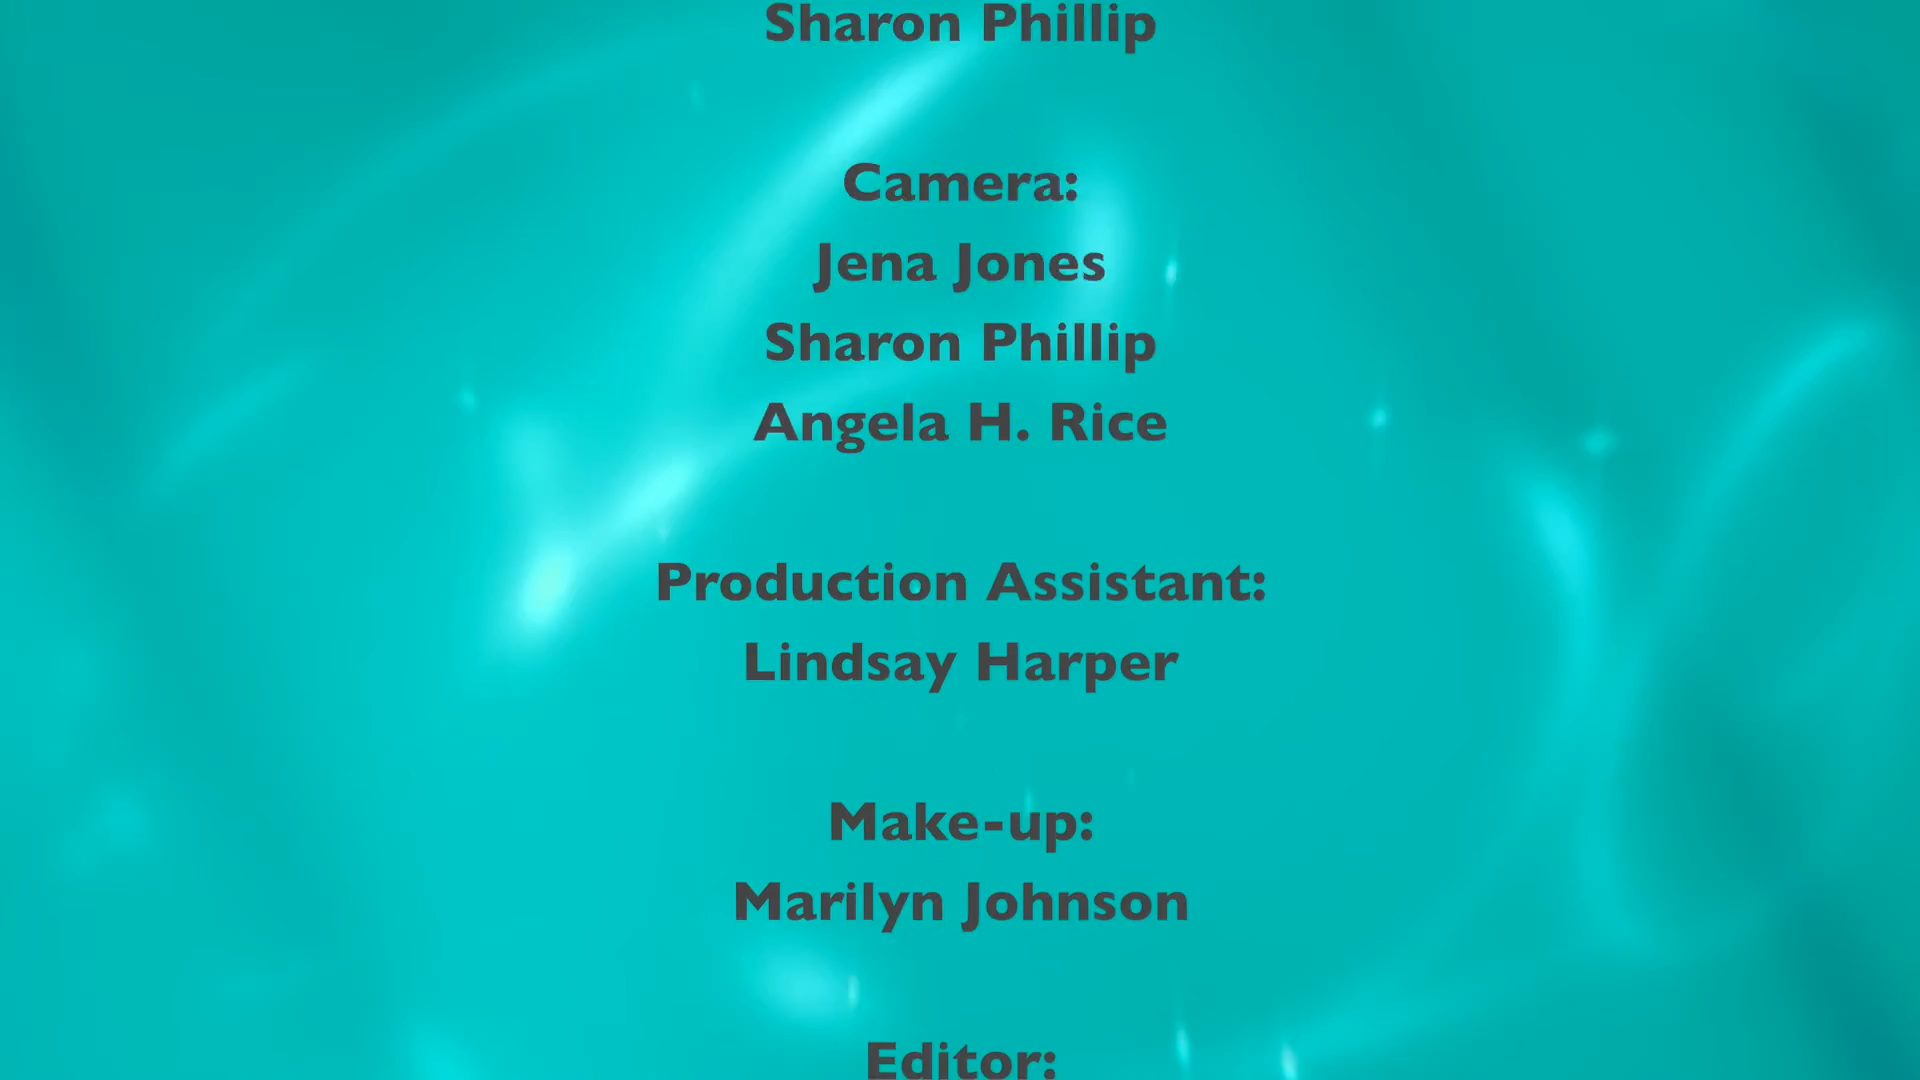 Sharon Phillip
Camera:
Jena Jones
Sharon Phillip
Angela H. Rice
Production Assistant:
Lindsay Harper
Make-up:
Marilyn Johnson
Editor: